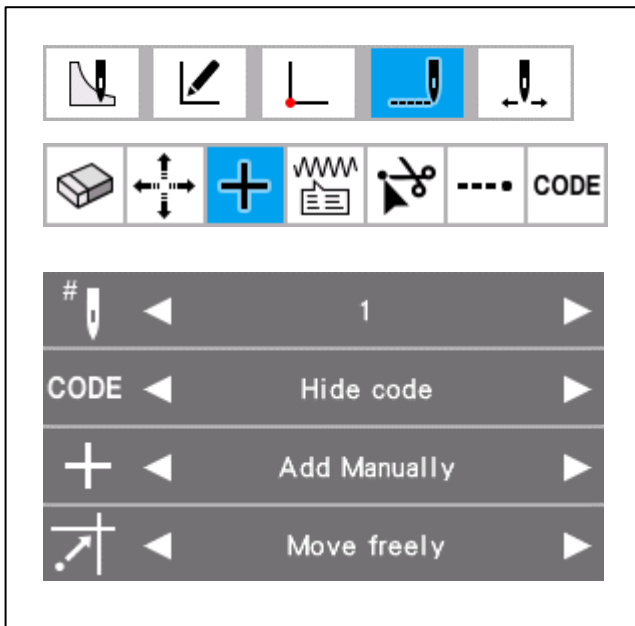 CODE
# 1
CODE Hide code
Add Manually
Move freely